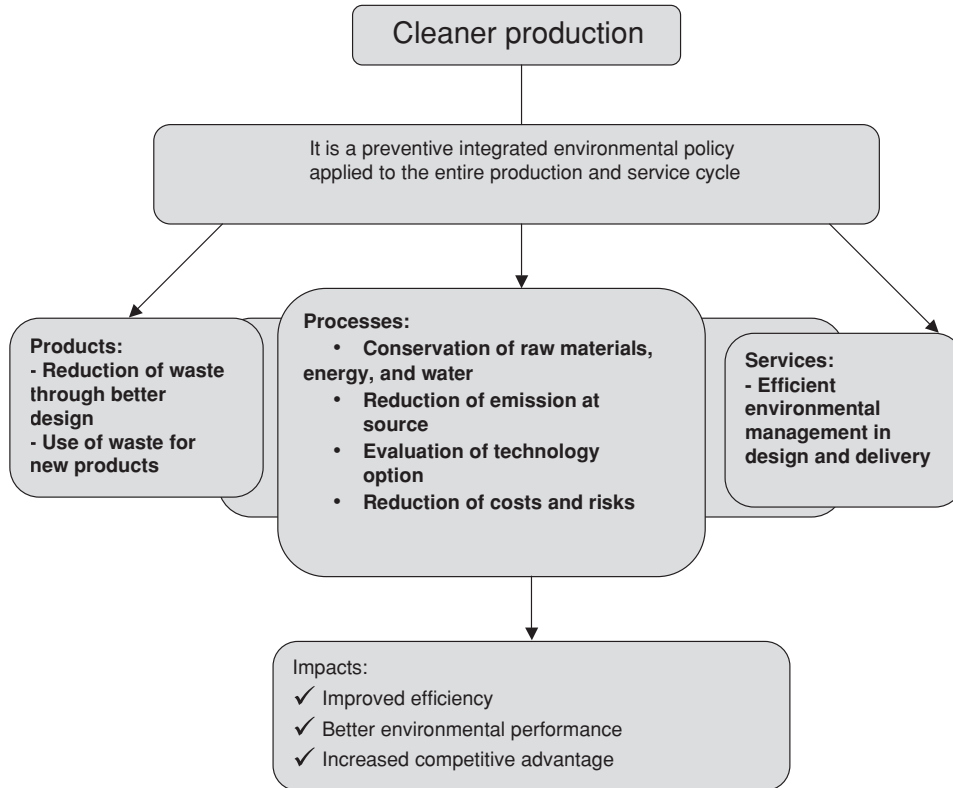 Cleaner production
It is a preventive integrated environmental policy
applied to the entire production and service cycle
Products:
- Reduction of waste
through better
design
- Use of waste for
new products
Processes:
• Conservation of raw materials,
energy, and water
• Reduction of emission at
source
• Evaluation of technology
option
• Reduction of costs and risks
Services:
- Efficient
environmental
management in
design and delivery
Impacts:
✓ Improved efficiency
✓ Better environmental performance
✓ Increased competitive advantage